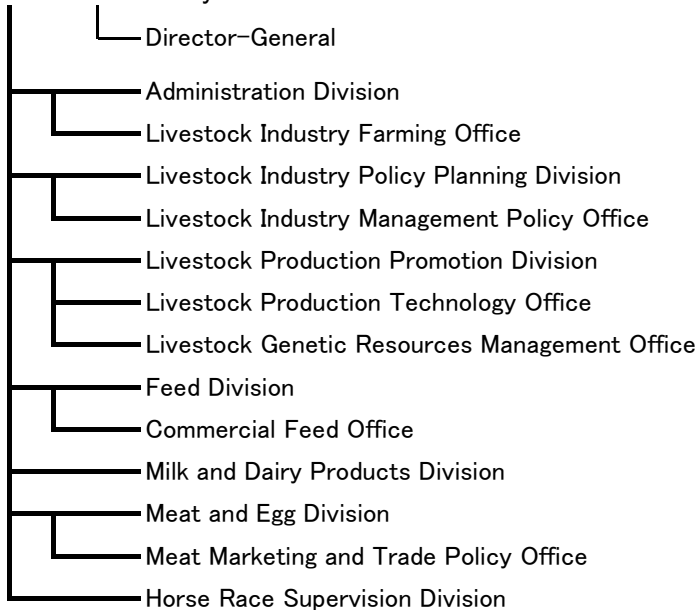 Director-General
Administration Division
Livestock Industry Farming Office
Livestock Industry Policy Planning Division
Livestock Industry Management Policy Office
Livestock Production Promotion Division
Livestock Production Technology Office
Livestock Genetic Resources Management Office
Feed Division
Commercial Feed Office
Milk and Dairy Products Division
Meat and Egg Division
Meat Marketing and Trade Policy Office
Horse Race Supervision Division